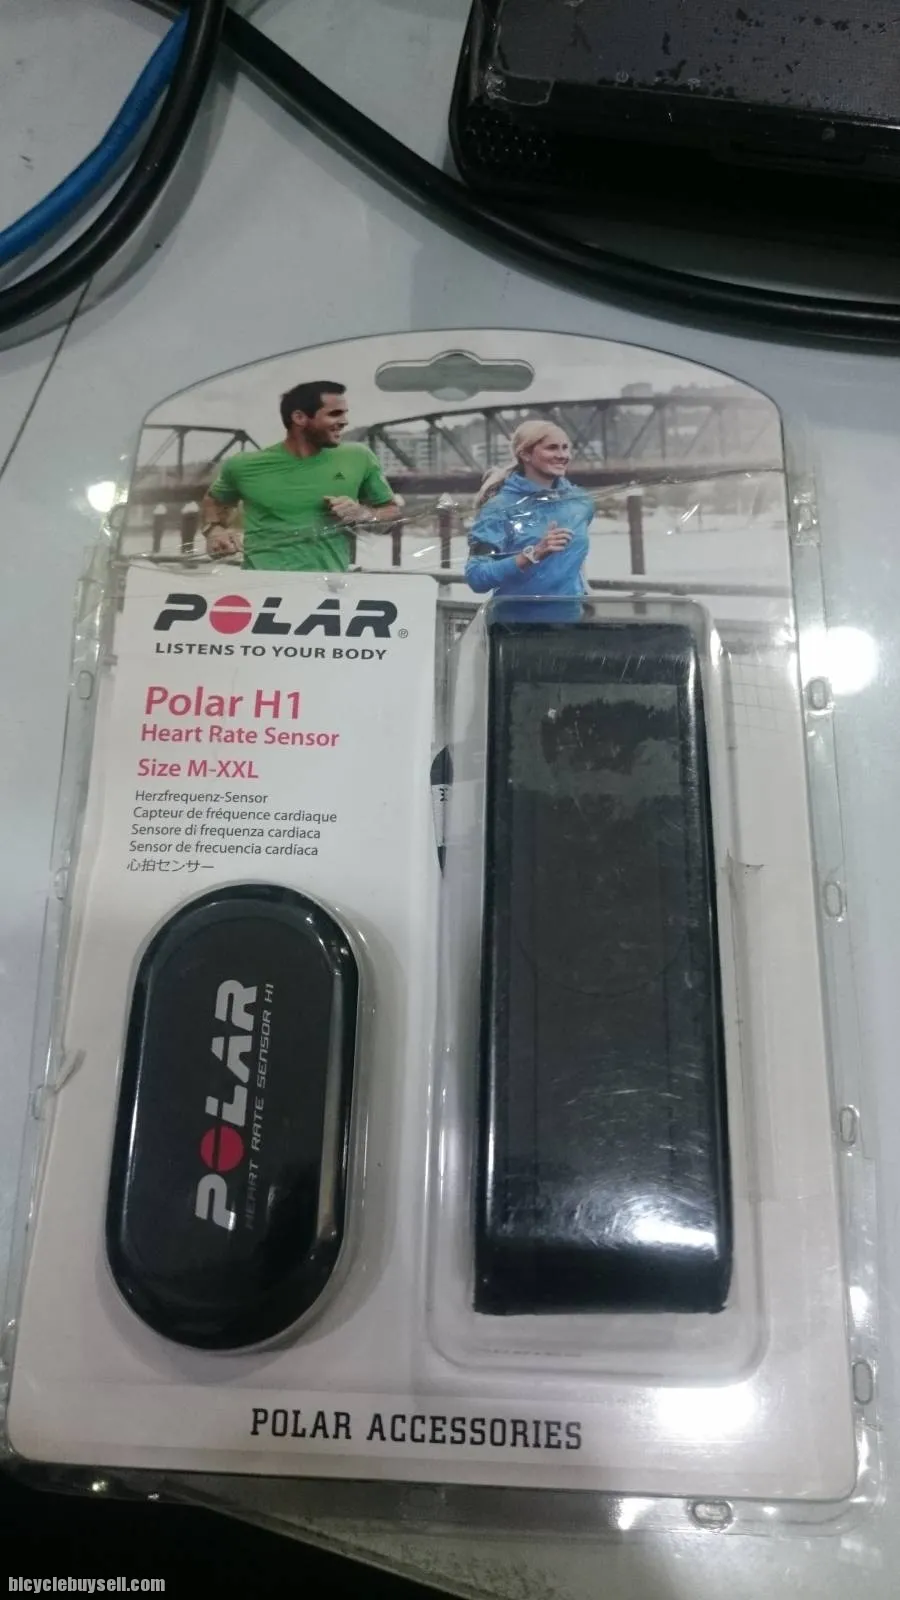 POLAR®
LISTENS TO YOUR BODY
Polar H1
Heart Rate Sensor
Size M-XXL
Herzfrequenz-Sensor
Capteur de fréquence cardiaque
Sensore di frequenza cardiaca
Sensor de frecuencia cardíaca
心拍センサー
POLAR
HEART RATE SENSOR H1
POLAR ACCESSORIES
bicyclebuysell.com